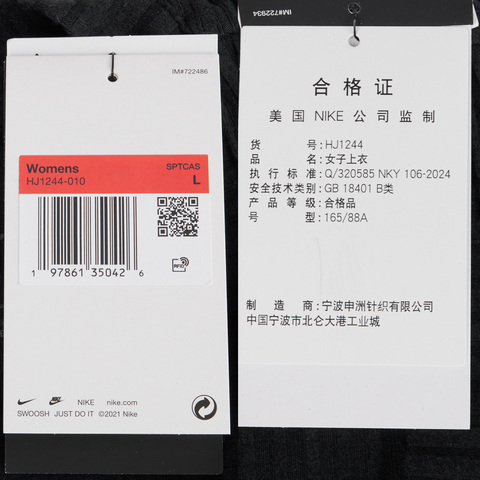 IM#722486
Womens
SPTCAS
HJ1244-010
L
1 97861 35042 6
RFID
NIKE nike.com
SWOOSH JUST DO IT ©2021 Nike
IM#722934
合格证
美国 NIKE 公司监制
货号:HJ1244
品名:女子上衣
执行标准:Q/320585 NKY 106-2024
安全技术类别:GB 18401 B类
产品等级:合格品
号型:165/88A
制造商:宁波申洲针织有限公司
中国宁波市北仑大港工业城